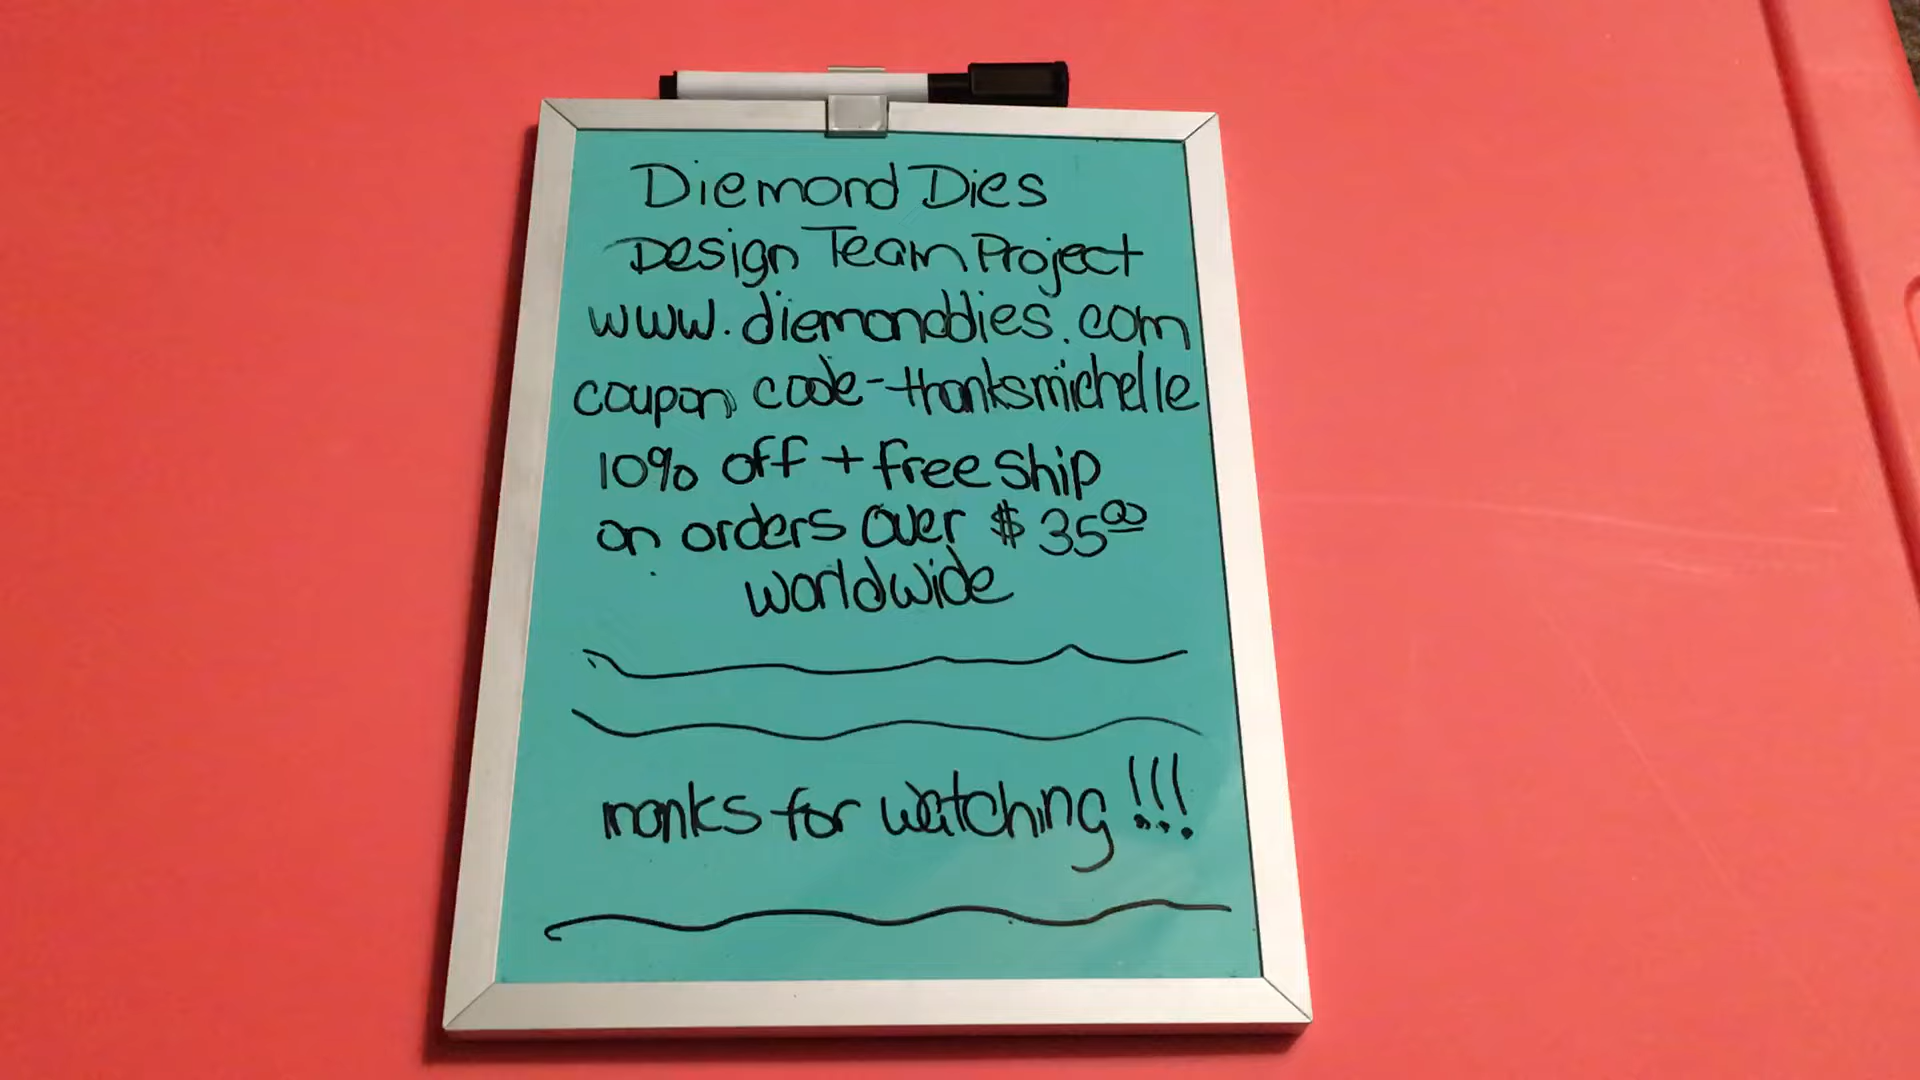 Diemond Dies
Design Team Project
www.diemonddies.com
coupon code-thanksmichelle
10% off + free ship
on orders over $35.00
worldwide
Thanks for watching!!!